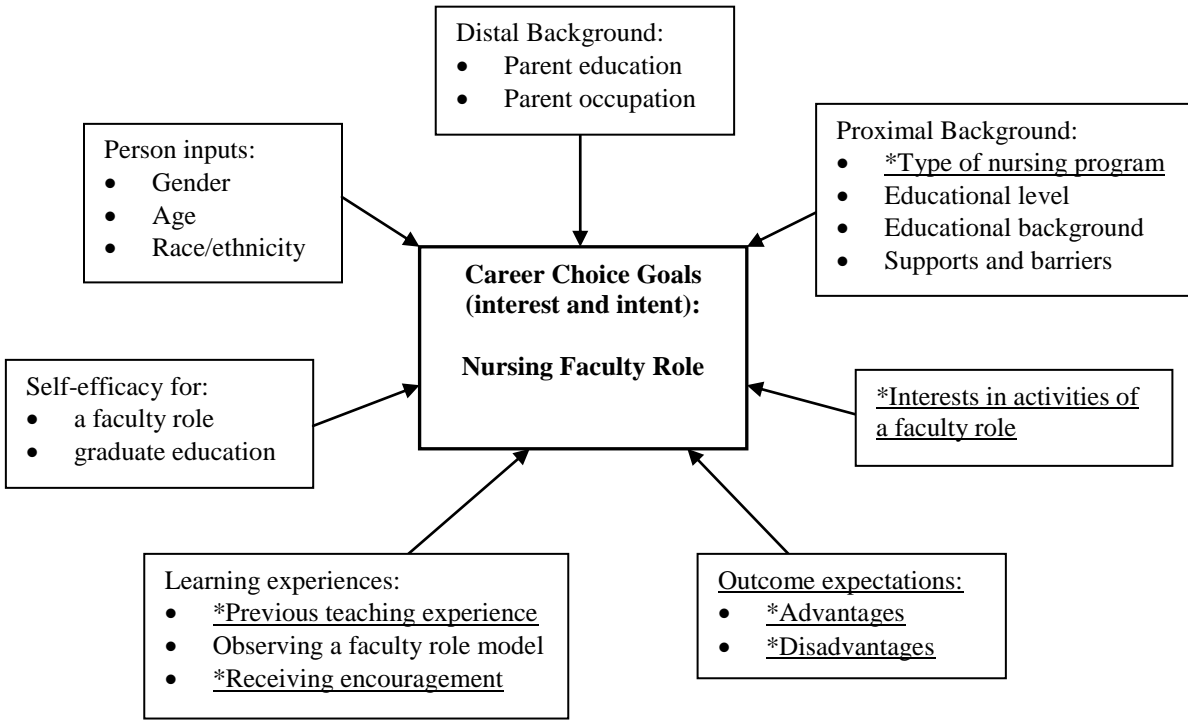 Distal Background:
• Parent education
• Parent occupation
Person inputs:
• Gender
• Age
• Race/ethnicity
Proximal Background:
• *Type of nursing program
• Educational level
• Educational background
• Supports and barriers
Career Choice Goals
(interest and intent):
Nursing Faculty Role
Self-efficacy for:
• a faculty role
• graduate education
*Interests in activities of
a faculty role
Learning experiences:
• *Previous teaching experience
• Observing a faculty role model
• *Receiving encouragement
Outcome expectations:
• *Advantages
• *Disadvantages